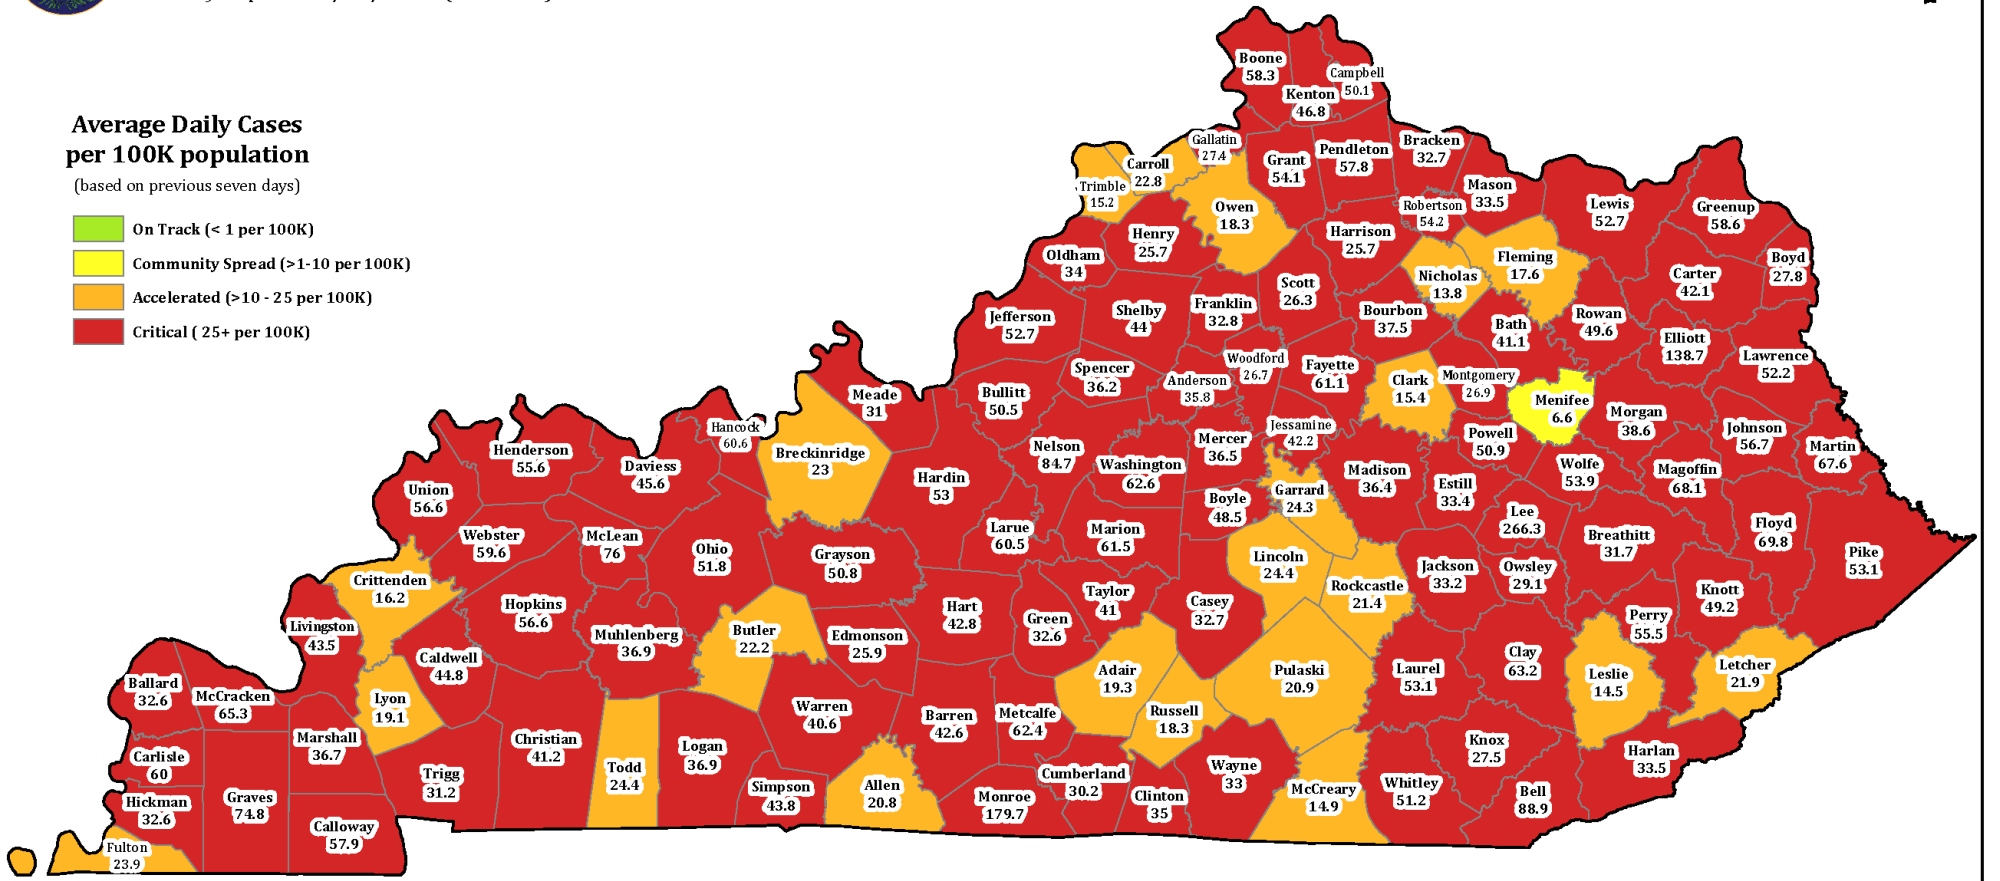 Average Daily Cases
per 100K population
(based on previous seven days)
On Track (< 1 per 100K)
Community Spread (>1-10 per 100K)
Accelerated (>10 - 25 per 100K)
Critical ( 25+ per 100K)
Boone
58.3
Campbell
50.1
Kenton
46.8
Gallatin
27.4
Carroll
22.8
Trimble
15.2
Grant
54.1
Pendleton
57.8
Bracken
32.7
Mason
33.5
Robertson
54.2
Lewis
52.7
Greenup
58.6
Owen
18.3
Henry
25.7
Oldham
34
Harrison
25.7
Nicholas
13.8
Fleming
17.6
Carter
42.1
Boyd
27.8
Jefferson
52.7
Shelby
44
Franklin
32.8
Scott
26.3
Bourbon
37.5
Bath
41.1
Rowan
49.6
Elliott
138.7
Lawrence
52.2
Spencer
36.2
Anderson
35.8
Woodford
26.7
Fayette
61.1
Clark
15.4
Montgomery
26.9
Menifee
6.6
Morgan
38.6
Johnson
56.7
Martin
67.6
Meade
31
Bullitt
50.5
Hancock
60.6
Breckinridge
23
Henderson
55.6
Daviess
45.6
Nelson
84.7
Washington
62.6
Mercer
36.5
Jessamine
42.2
Powell
50.9
Wolfe
53.9
Magoffin
68.1
Union
56.6
Hardin
53
Boyle
48.5
Garrard
24.3
Madison
36.4
Estill
33.4
Lee
266.3
Breathitt
31.7
Floyd
69.8
Pike
53.1
Webster
59.6
McLean
76
Ohio
51.8
Grayson
50.8
Larue
60.5
Marion
61.5
Lincoln
24.4
Rockcastle
21.4
Jackson
33.2
Owsley
29.1
Knott
49.2
Crittenden
16.2
Livingston
43.5
Hopkins
56.6
Muhlenberg
36.9
Butler
22.2
Edmonson
25.9
Hart
42.8
Green
32.6
Taylor
41
Casey
32.7
Perry
55.5
Caldwell
44.8
Ballard
32.6
McCracken
65.3
Lyon
19.1
Adair
19.3
Pulaski
20.9
Laurel
53.1
Clay
63.2
Leslie
14.5
Letcher
21.9
Marshall
36.7
Christian
41.2
Warren
40.6
Barren
42.6
Metcalfe
62.4
Russell
18.3
Carlisle
60
Trigg
31.2
Todd
24.4
Logan
36.9
Simpson
43.8
Allen
20.8
Monroe
179.7
Cumberland
30.2
Clinton
35
Wayne
33
McCreary
14.9
Whitley
51.2
Knox
27.5
Bell
88.9
Harlan
33.5
Hickman
32.6
Graves
74.8
Calloway
57.9
Fulton
23.9